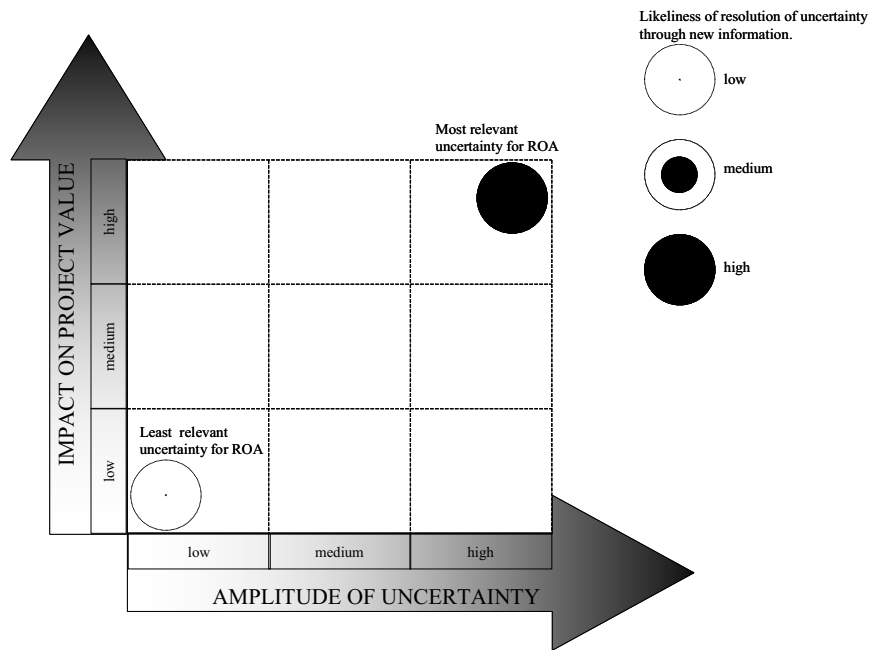 Likeliness of resolution of uncertainty
through new information.
low
medium
high
Most relevant
uncertainty for ROA
IMPACT ON PROJECT VALUE
high
medium
low
Least relevant
uncertainty for ROA
low
medium
high
AMPLITUDE OF UNCERTAINTY